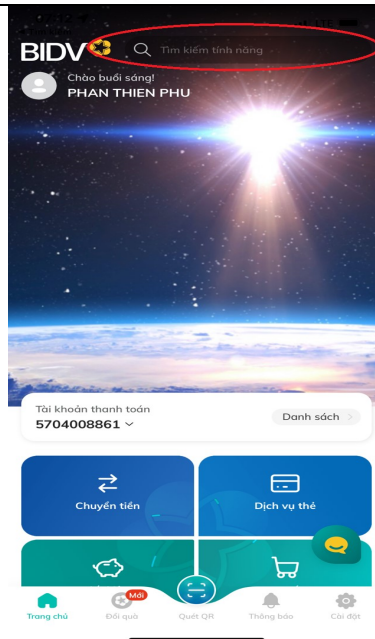 BIDV
Tìm kiếm tính năng
Chào buổi sáng!
PHAN THIEN PHU
Tài khoản thanh toán
5704008861
Danh sách
Chuyển tiền
Dịch vụ thẻ
Mới
Trang chủ
Đổi quà
Quét QR
Thông báo
Cài đặt